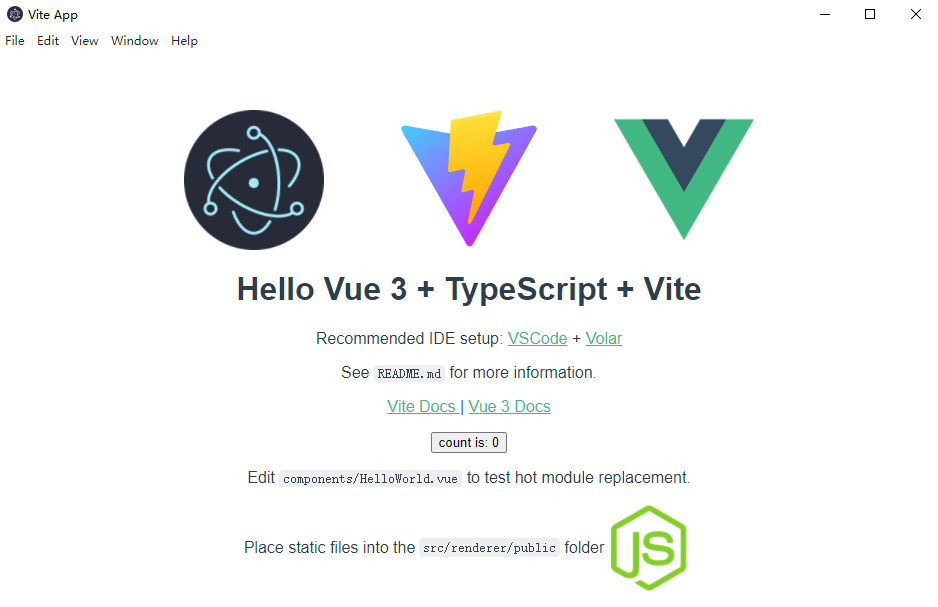 Vite App
File Edit View Window Help
Hello Vue 3 + TypeScript + Vite
Recommended IDE setup: VSCode + Volar
See README.md for more information.
Vite Docs | Vue 3 Docs
count is: 0
Edit components/HelloWorld.vue to test hot module replacement.
Place static files into the src/renderer/public folder JS